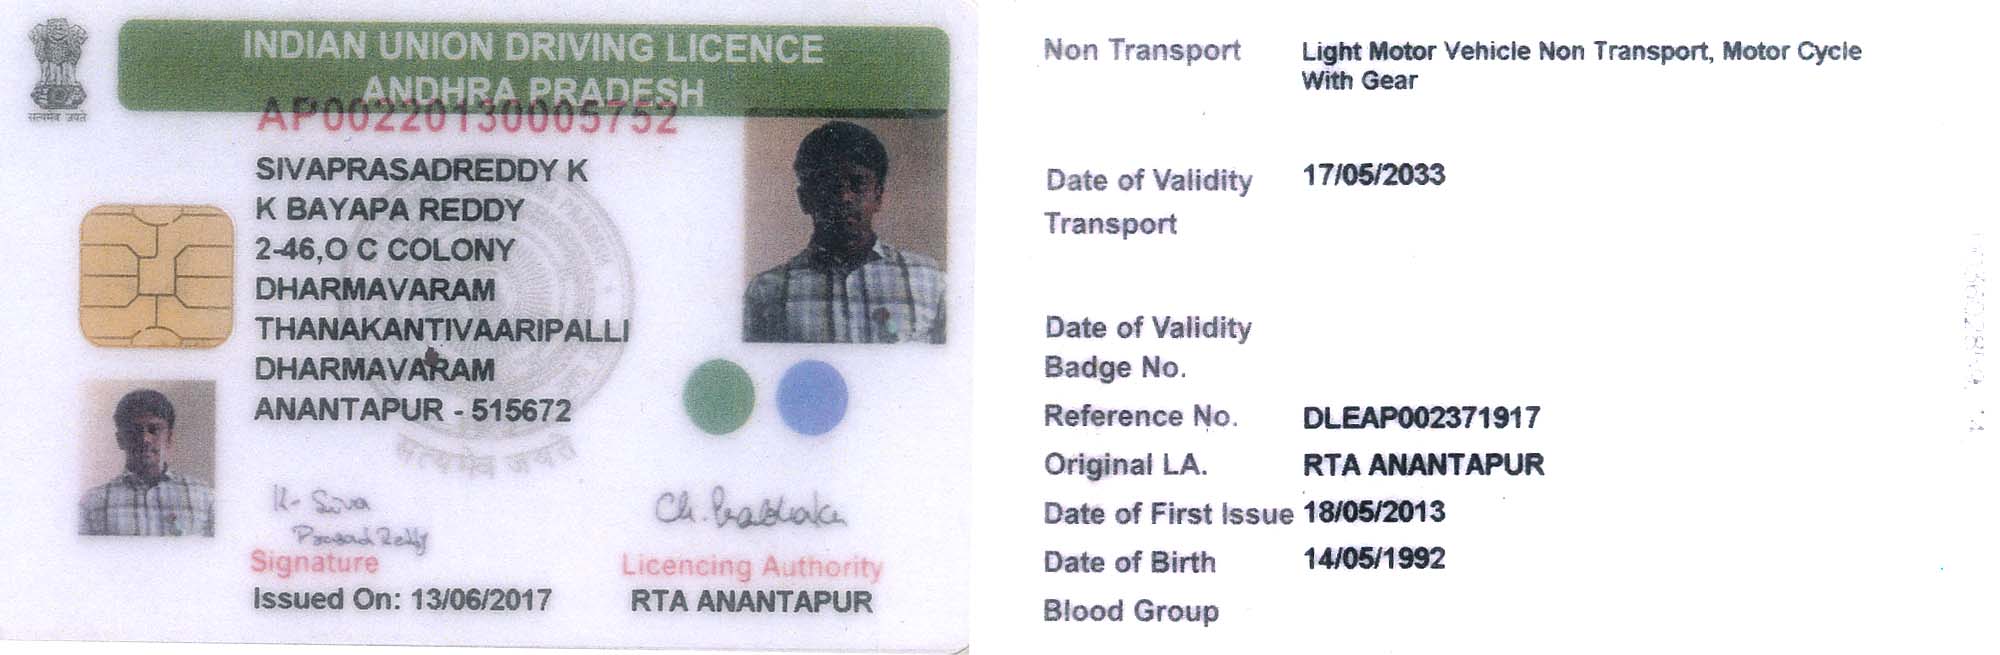 INDIAN UNION DRIVING LICENCE
ANDHRA PRADESH
AP00220130005752
सत्यमेव जयते
SIVAPRASADREDDY K
K BAYAPA REDDY
2-46,O C COLONY
DHARMAVARAM
THANAKANTIVAARIPALLI
DHARMAVARAM
ANANTAPUR - 515672
सत्यमेव जयते
K. Siva
Prasad Reddy
Signature
Licencing Authority
Issued On: 13/06/2017
RTA ANANTAPUR
Non Transport Light Motor Vehicle Non Transport, Motor Cycle
With Gear
Date of Validity 17/05/2033
Transport
Date of Validity
Badge No.
Reference No. DLEAP002371917
Original LA. RTA ANANTAPUR
Date of First Issue 18/05/2013
Date of Birth 14/05/1992
Blood Group